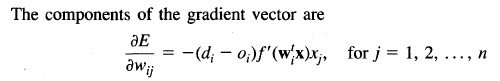 The components of the gradient vector are
∂E/∂w_ij = −(d_i − o_i)f′(w_i^t x)x_j, for j = 1, 2, ..., n